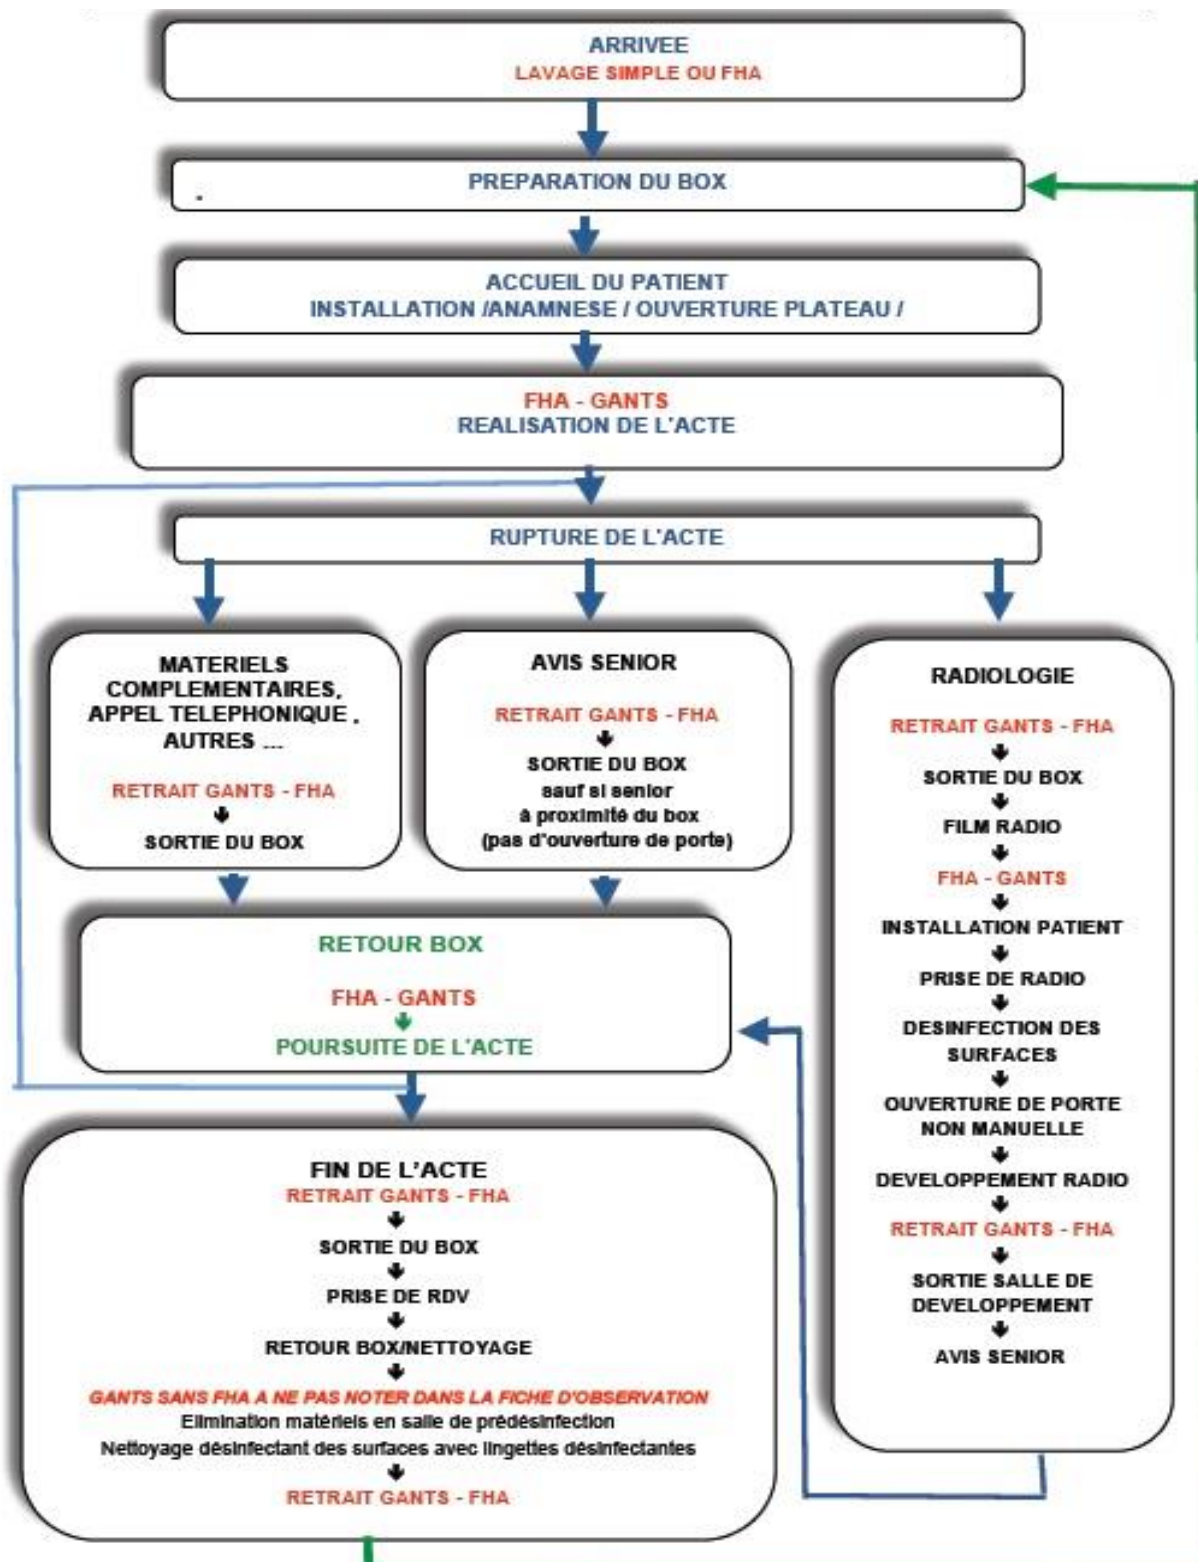 ARRIVEE
LAVAGE SIMPLE OU FHA
PREPARATION DU BOX
.
ACCUEIL DU PATIENT
INSTALLATION /ANAMNESE / OUVERTURE PLATEAU /
FHA - GANTS
REALISATION DE L'ACTE
RUPTURE DE L'ACTE
MATERIELS
COMPLEMENTAIRES,
APPEL TELEPHONIQUE ,
AUTRES ...
RETRAIT GANTS - FHA
SORTIE DU BOX
AVIS SENIOR
RETRAIT GANTS - FHA
SORTIE DU BOX
sauf si senior
à proximité du box
(pas d'ouverture de porte)
RADIOLOGIE
RETRAIT GANTS - FHA
SORTIE DU BOX
FILM RADIO
FHA - GANTS
INSTALLATION PATIENT
PRISE DE RADIO
DESINFECTION DES
SURFACES
OUVERTURE DE PORTE
NON MANUELLE
DEVELOPPEMENT RADIO
RETRAIT GANTS - FHA
SORTIE SALLE DE
DEVELOPPEMENT
AVIS SENIOR
RETOUR BOX
FHA - GANTS
POURSUITE DE L'ACTE
FIN DE L'ACTE
RETRAIT GANTS - FHA
SORTIE DU BOX
PRISE DE RDV
RETOUR BOX/NETTOYAGE
GANTS SANS FHA A NE PAS NOTER DANS LA FICHE D'OBSERVATION
Elimination matériels en salle de prédésinfection
Nettoyage désinfectant des surfaces avec lingettes désinfectantes
RETRAIT GANTS - FHA